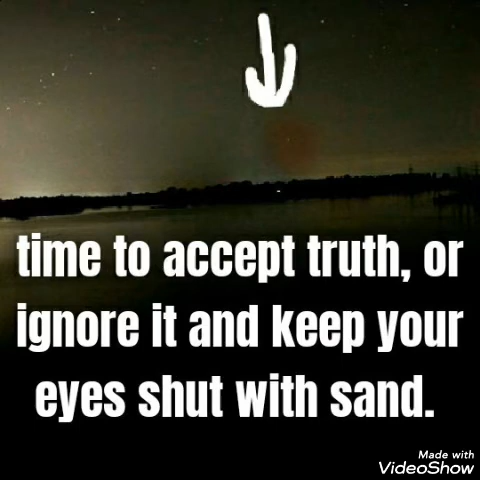 time to accept truth, or
ignore it and keep your
eyes shut with sand.
Made with
VideoShow